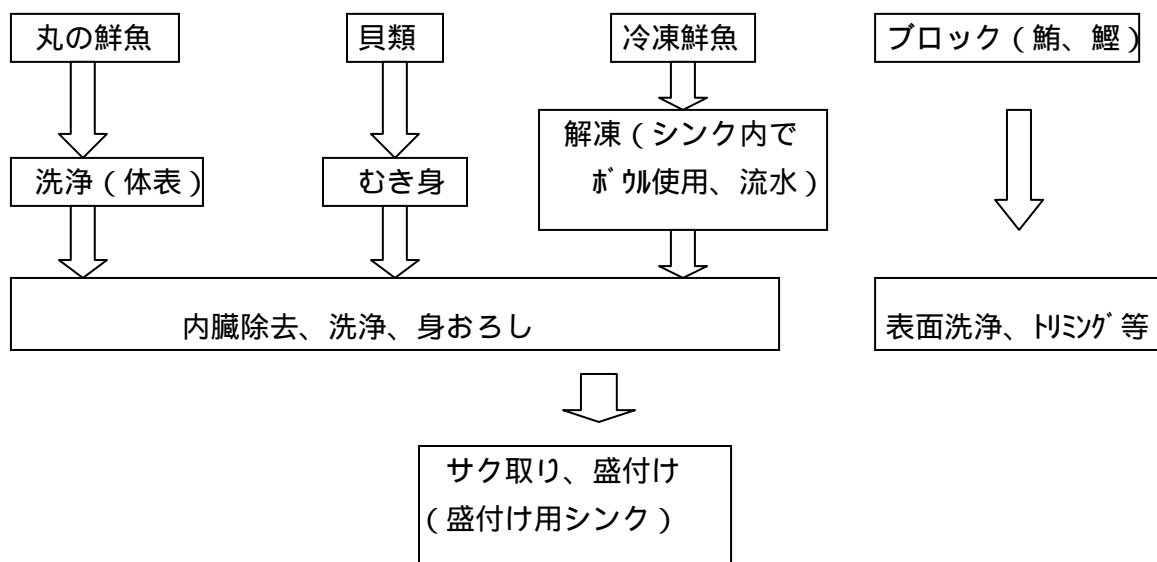 丸の鮮魚
貝類
冷凍鮮魚
ブロック（鮪、鰹）
洗浄（体表）
むき身
解凍（シンク内で
ﾎﾞｳﾙ使用、流水）
内臓除去、洗浄、身おろし
表面洗浄、ﾄﾘﾐﾝｸﾞ等
サク取り、盛付け
（盛付け用シンク）